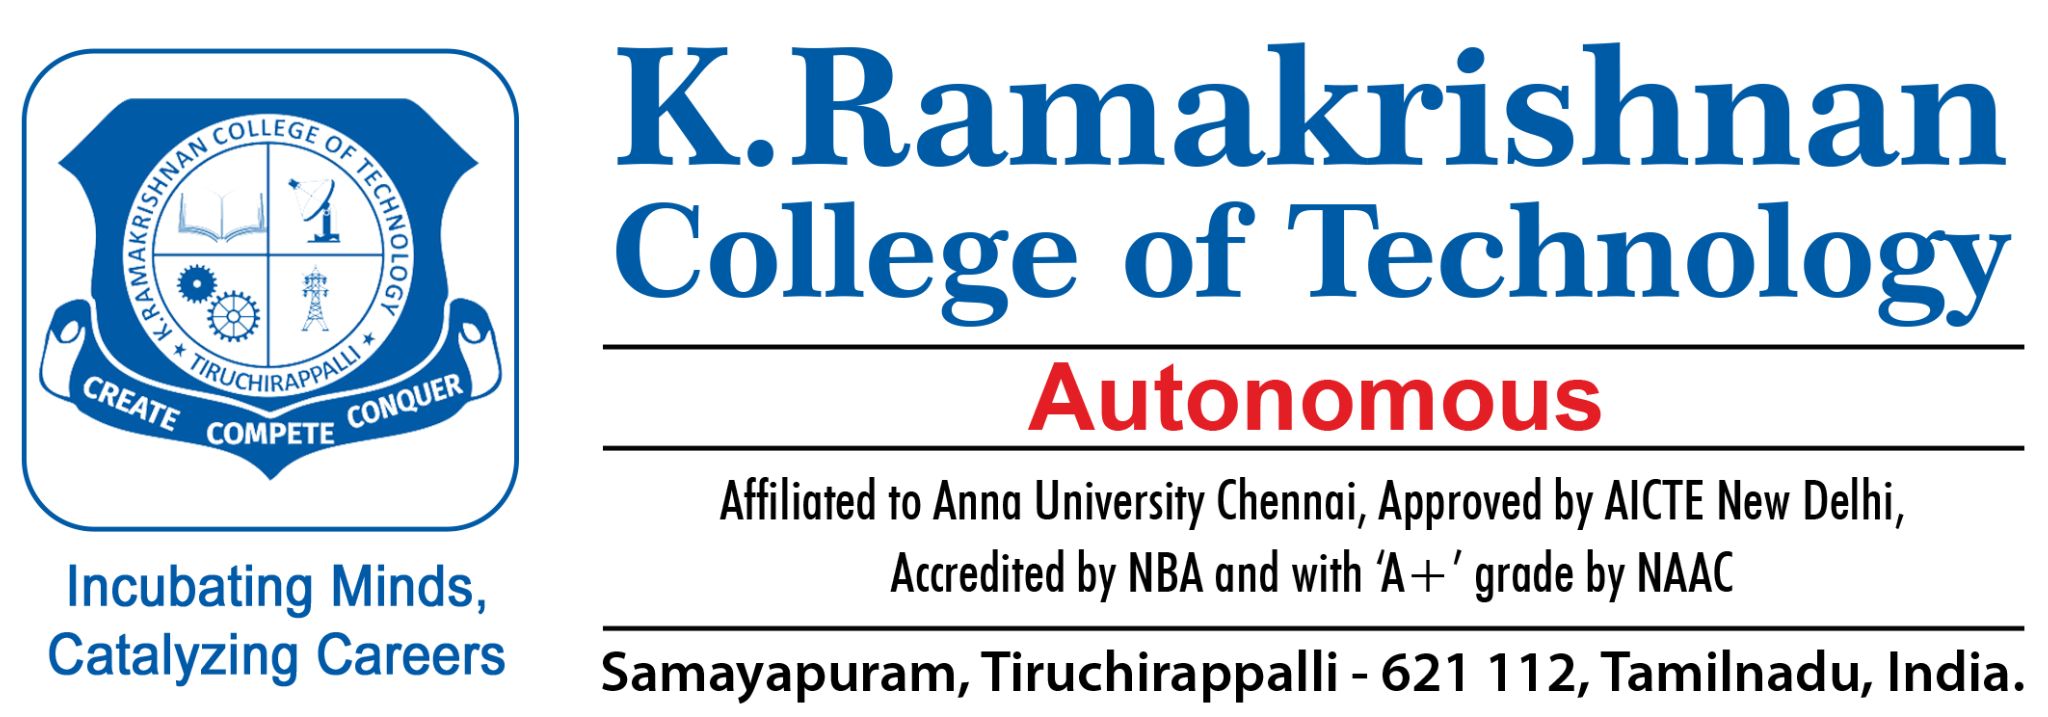 K.RAMAKRISHNAN COLLEGE OF TECHNOLOGY
★ TIRUCHIRAPPALLI ★
CREATE COMPETE CONQUER
Incubating Minds,
Catalyzing Careers
K.Ramakrishnan
College of Technology
Autonomous
Affiliated to Anna University Chennai, Approved by AICTE New Delhi,
Accredited by NBA and with ‘A+’ grade by NAAC
Samayapuram, Tiruchirappalli - 621 112, Tamilnadu, India.